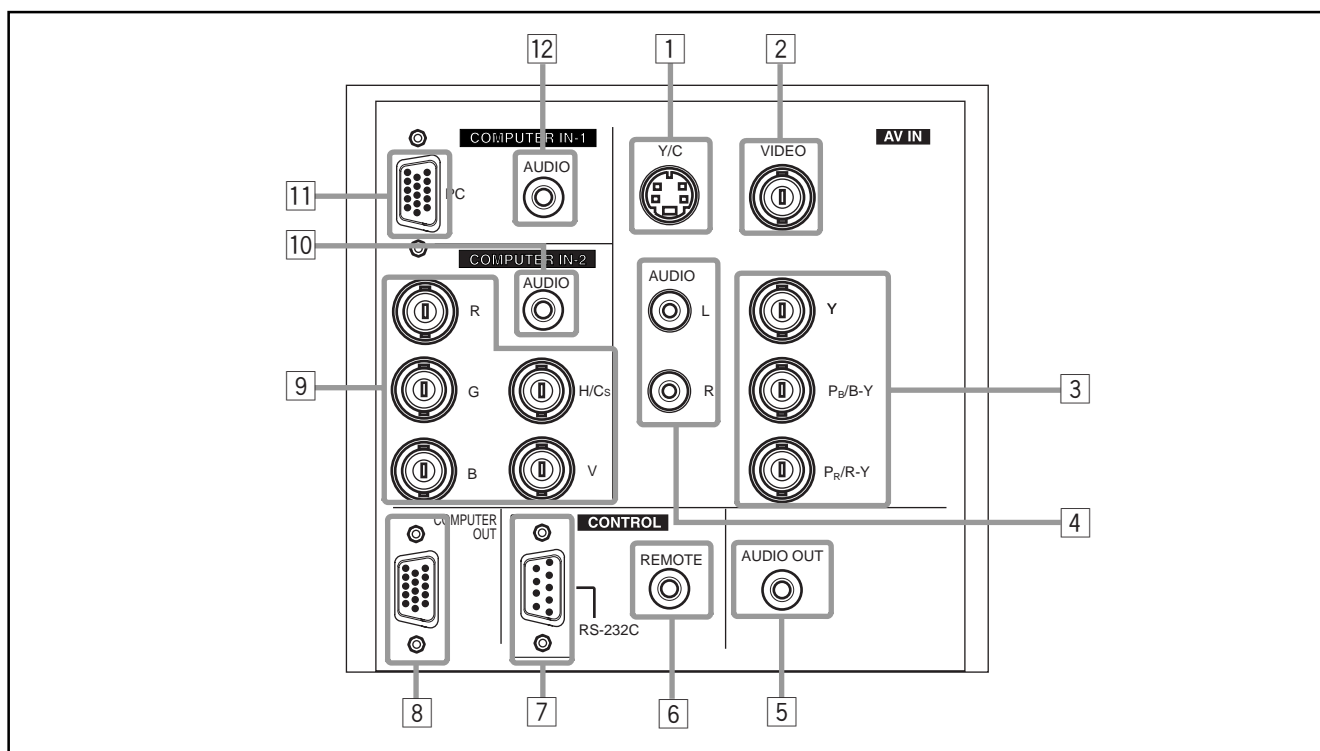 12 1 2
COMPUTER IN-1
AV IN
AUDIO
Y/C
VIDEO
11
PC
10
COMPUTER IN-2
AUDIO
AUDIO
R
L
Y
9
G
H/Cs
R
PB/B-Y
3
B
V
PR/R-Y
4
COMPUTER
OUT
CONTROL
REMOTE
AUDIO OUT
RS-232C
8 7 6 5